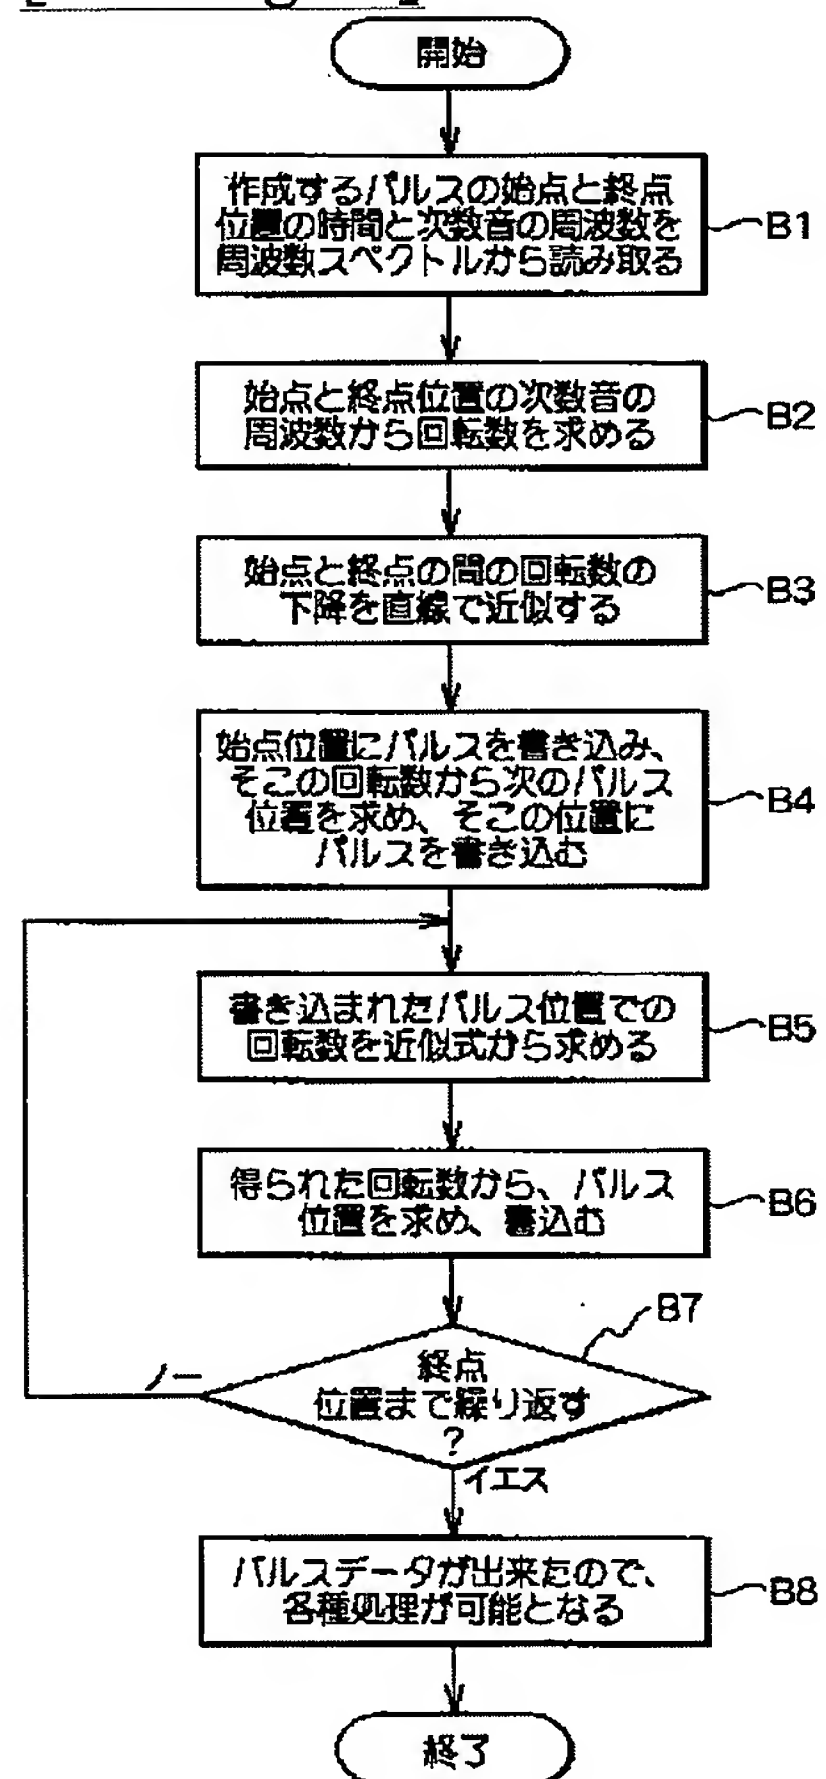 開始
作成するパルスの始点と終点
位置の時間と次数音の周波数を
周波数スペクトルから読み取る
B1
始点と終点位置の次数音の
周波数から回転数を求める
B2
始点と終点の間の回転数の
下降を直線で近似する
B3
始点位置にパルスを書き込み、
そこの回転数から次のパルス
位置を求め、そこの位置に
パルスを書き込む
B4
書き込まれたパルス位置での
回転数を近似式から求める
B5
得られた回転数から、パルス
位置を求め、書込む
B6
B7
終点
位置まで繰り返す
?
ノー
イエス
パルスデータが出来たので、
各種処理が可能となる
B8
終了